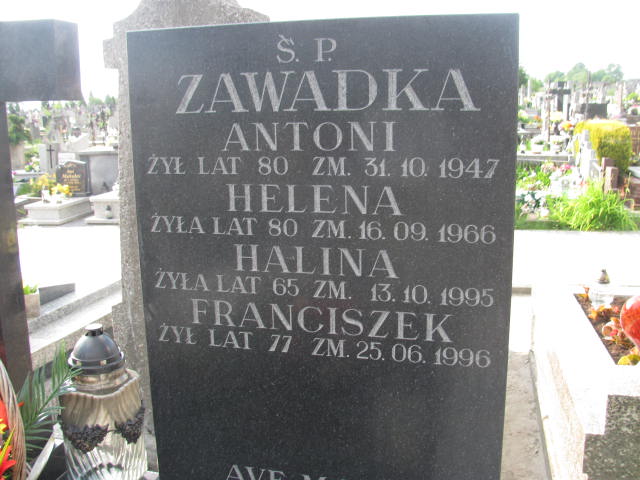 Ś. P.
ZAWADKA
ANTONI
ŻYŁ LAT 80 ZM. 31. 10. 1947
HELENA
ŻYŁA LAT 80 ZM. 16. 09. 1966
HALINA
ŻYŁA LAT 65 ZM. 13. 10. 1995
FRANCISZEK
ŻYŁ LAT 77 ZM. 25. 06. 1996
AVE